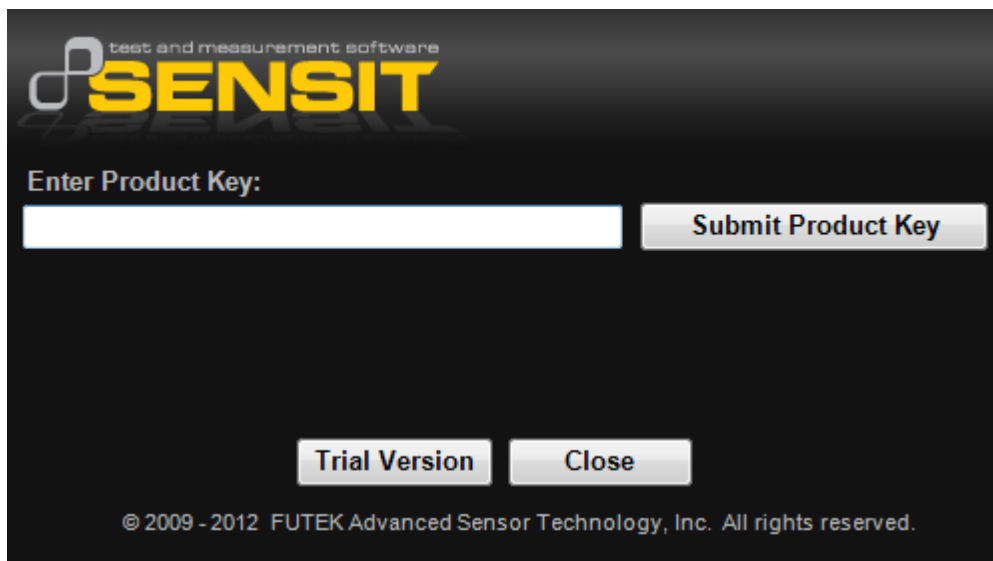 test and measurement software
SENSIT
Enter Product Key:
Submit Product Key
Trial Version
Close
© 2009 - 2012 FUTEK Advanced Sensor Technology, Inc. All rights reserved.